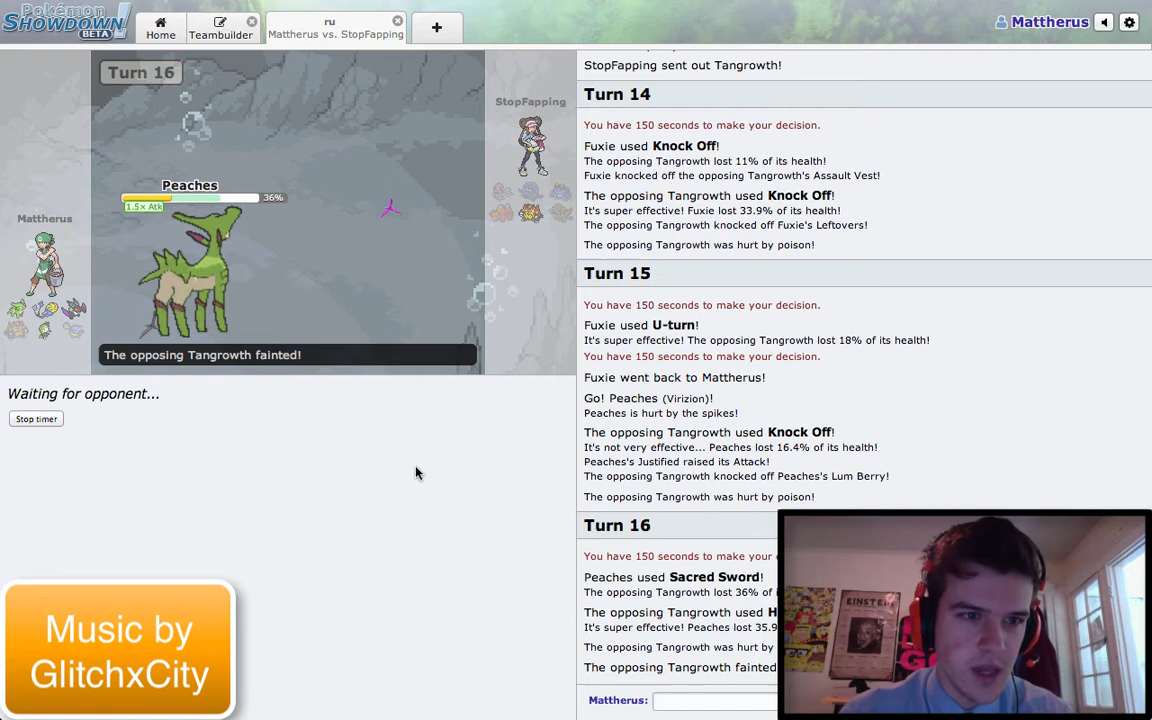 Pokémon
SHOWDOWN!
BETA
Home
Teambuilder
ru
Mattherus vs. StopFapping
+
Mattherus
Turn 16
StopFapping
Peaches
36%
1.5× Atk
Mattherus
The opposing Tangrowth fainted!
Waiting for opponent...
Stop timer
Music by
GlitchxCity
StopFapping sent out Tangrowth!
Turn 14
You have 150 seconds to make your decision.
Fuxie used Knock Off!
The opposing Tangrowth lost 11% of its health!
Fuxie knocked off the opposing Tangrowth's Assault Vest!
The opposing Tangrowth used Knock Off!
It's super effective! Fuxie lost 33.9% of its health!
The opposing Tangrowth knocked off Fuxie's Leftovers!
The opposing Tangrowth was hurt by poison!
Turn 15
You have 150 seconds to make your decision.
Fuxie used U-turn!
It's super effective! The opposing Tangrowth lost 18% of its health!
You have 150 seconds to make your decision.
Fuxie went back to Mattherus!
Go! Peaches (Virizion)!
Peaches is hurt by the spikes!
The opposing Tangrowth used Knock Off!
It's not very effective... Peaches lost 16.4% of its health!
Peaches's Justified raised its Attack!
The opposing Tangrowth knocked off Peaches's Lum Berry!
The opposing Tangrowth was hurt by poison!
Turn 16
You have 150 seconds to make your
Peaches used Sacred Sword!
The opposing Tangrowth lost 36% of
The opposing Tangrowth used H
It's super effective! Peaches lost 35.9
The opposing Tangrowth was hurt by
The opposing Tangrowth fainted
Mattherus:
EINSTEIN